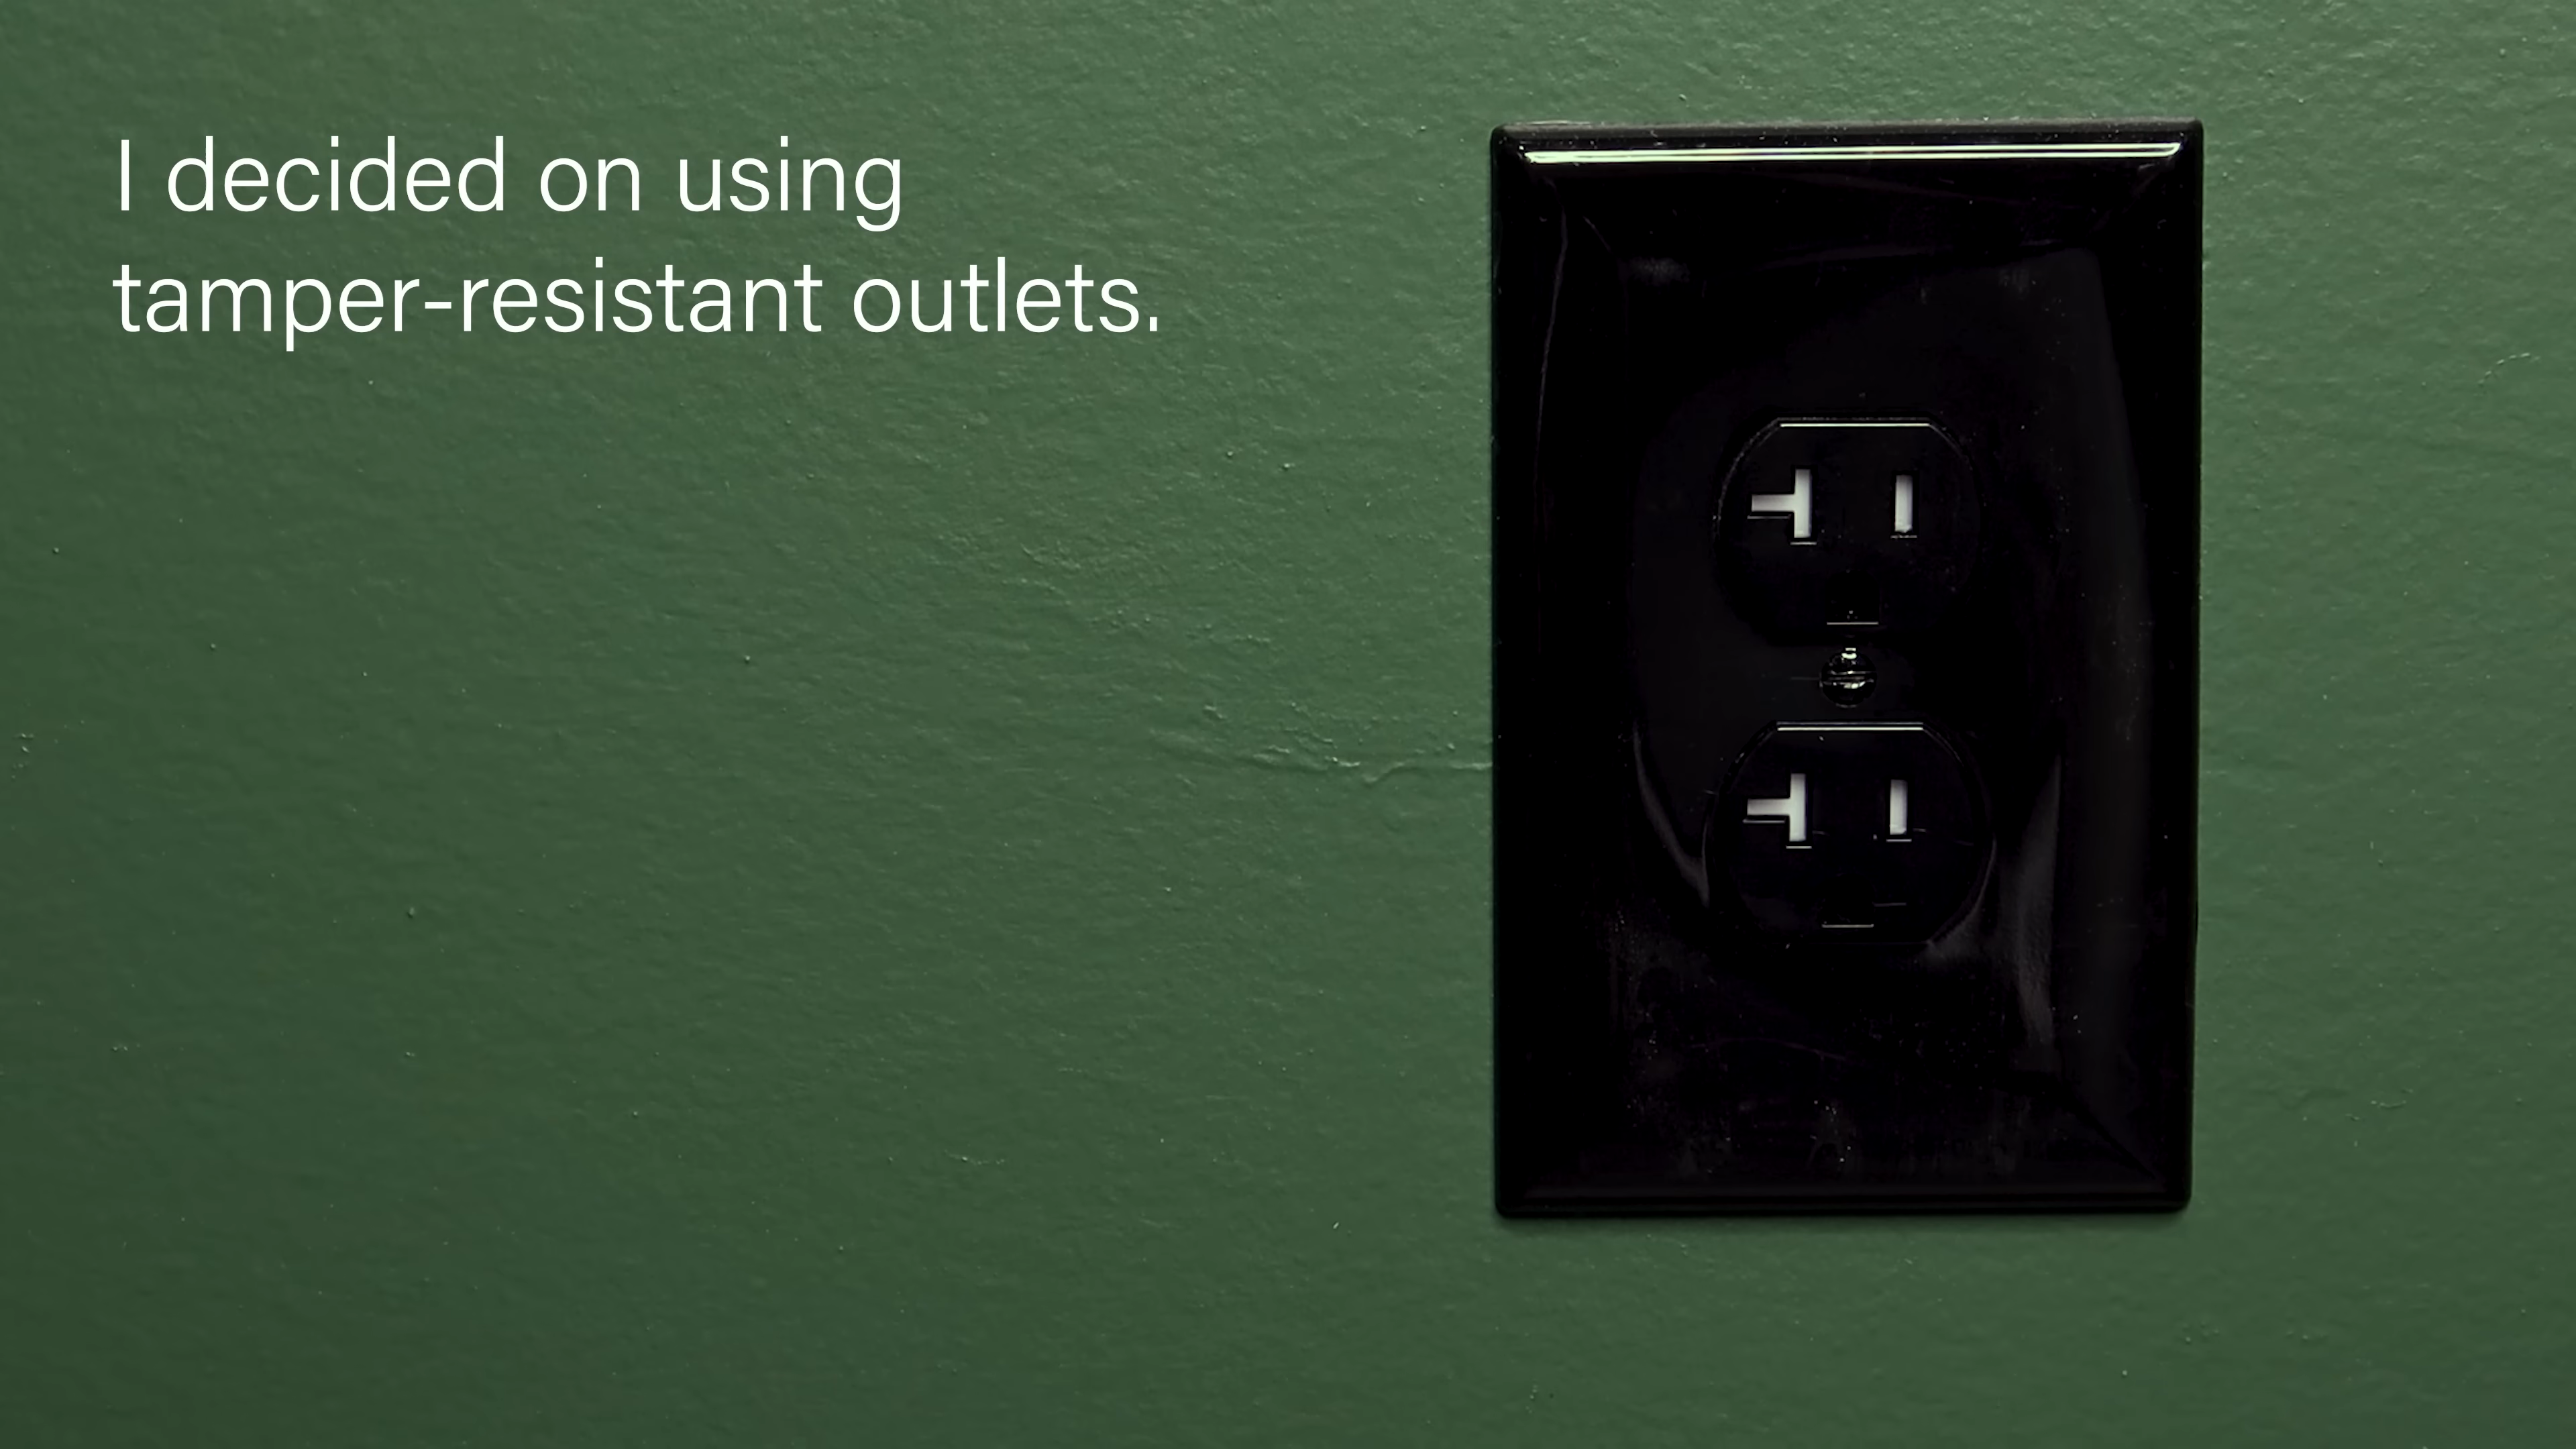 I decided on using
tamper-resistant outlets.